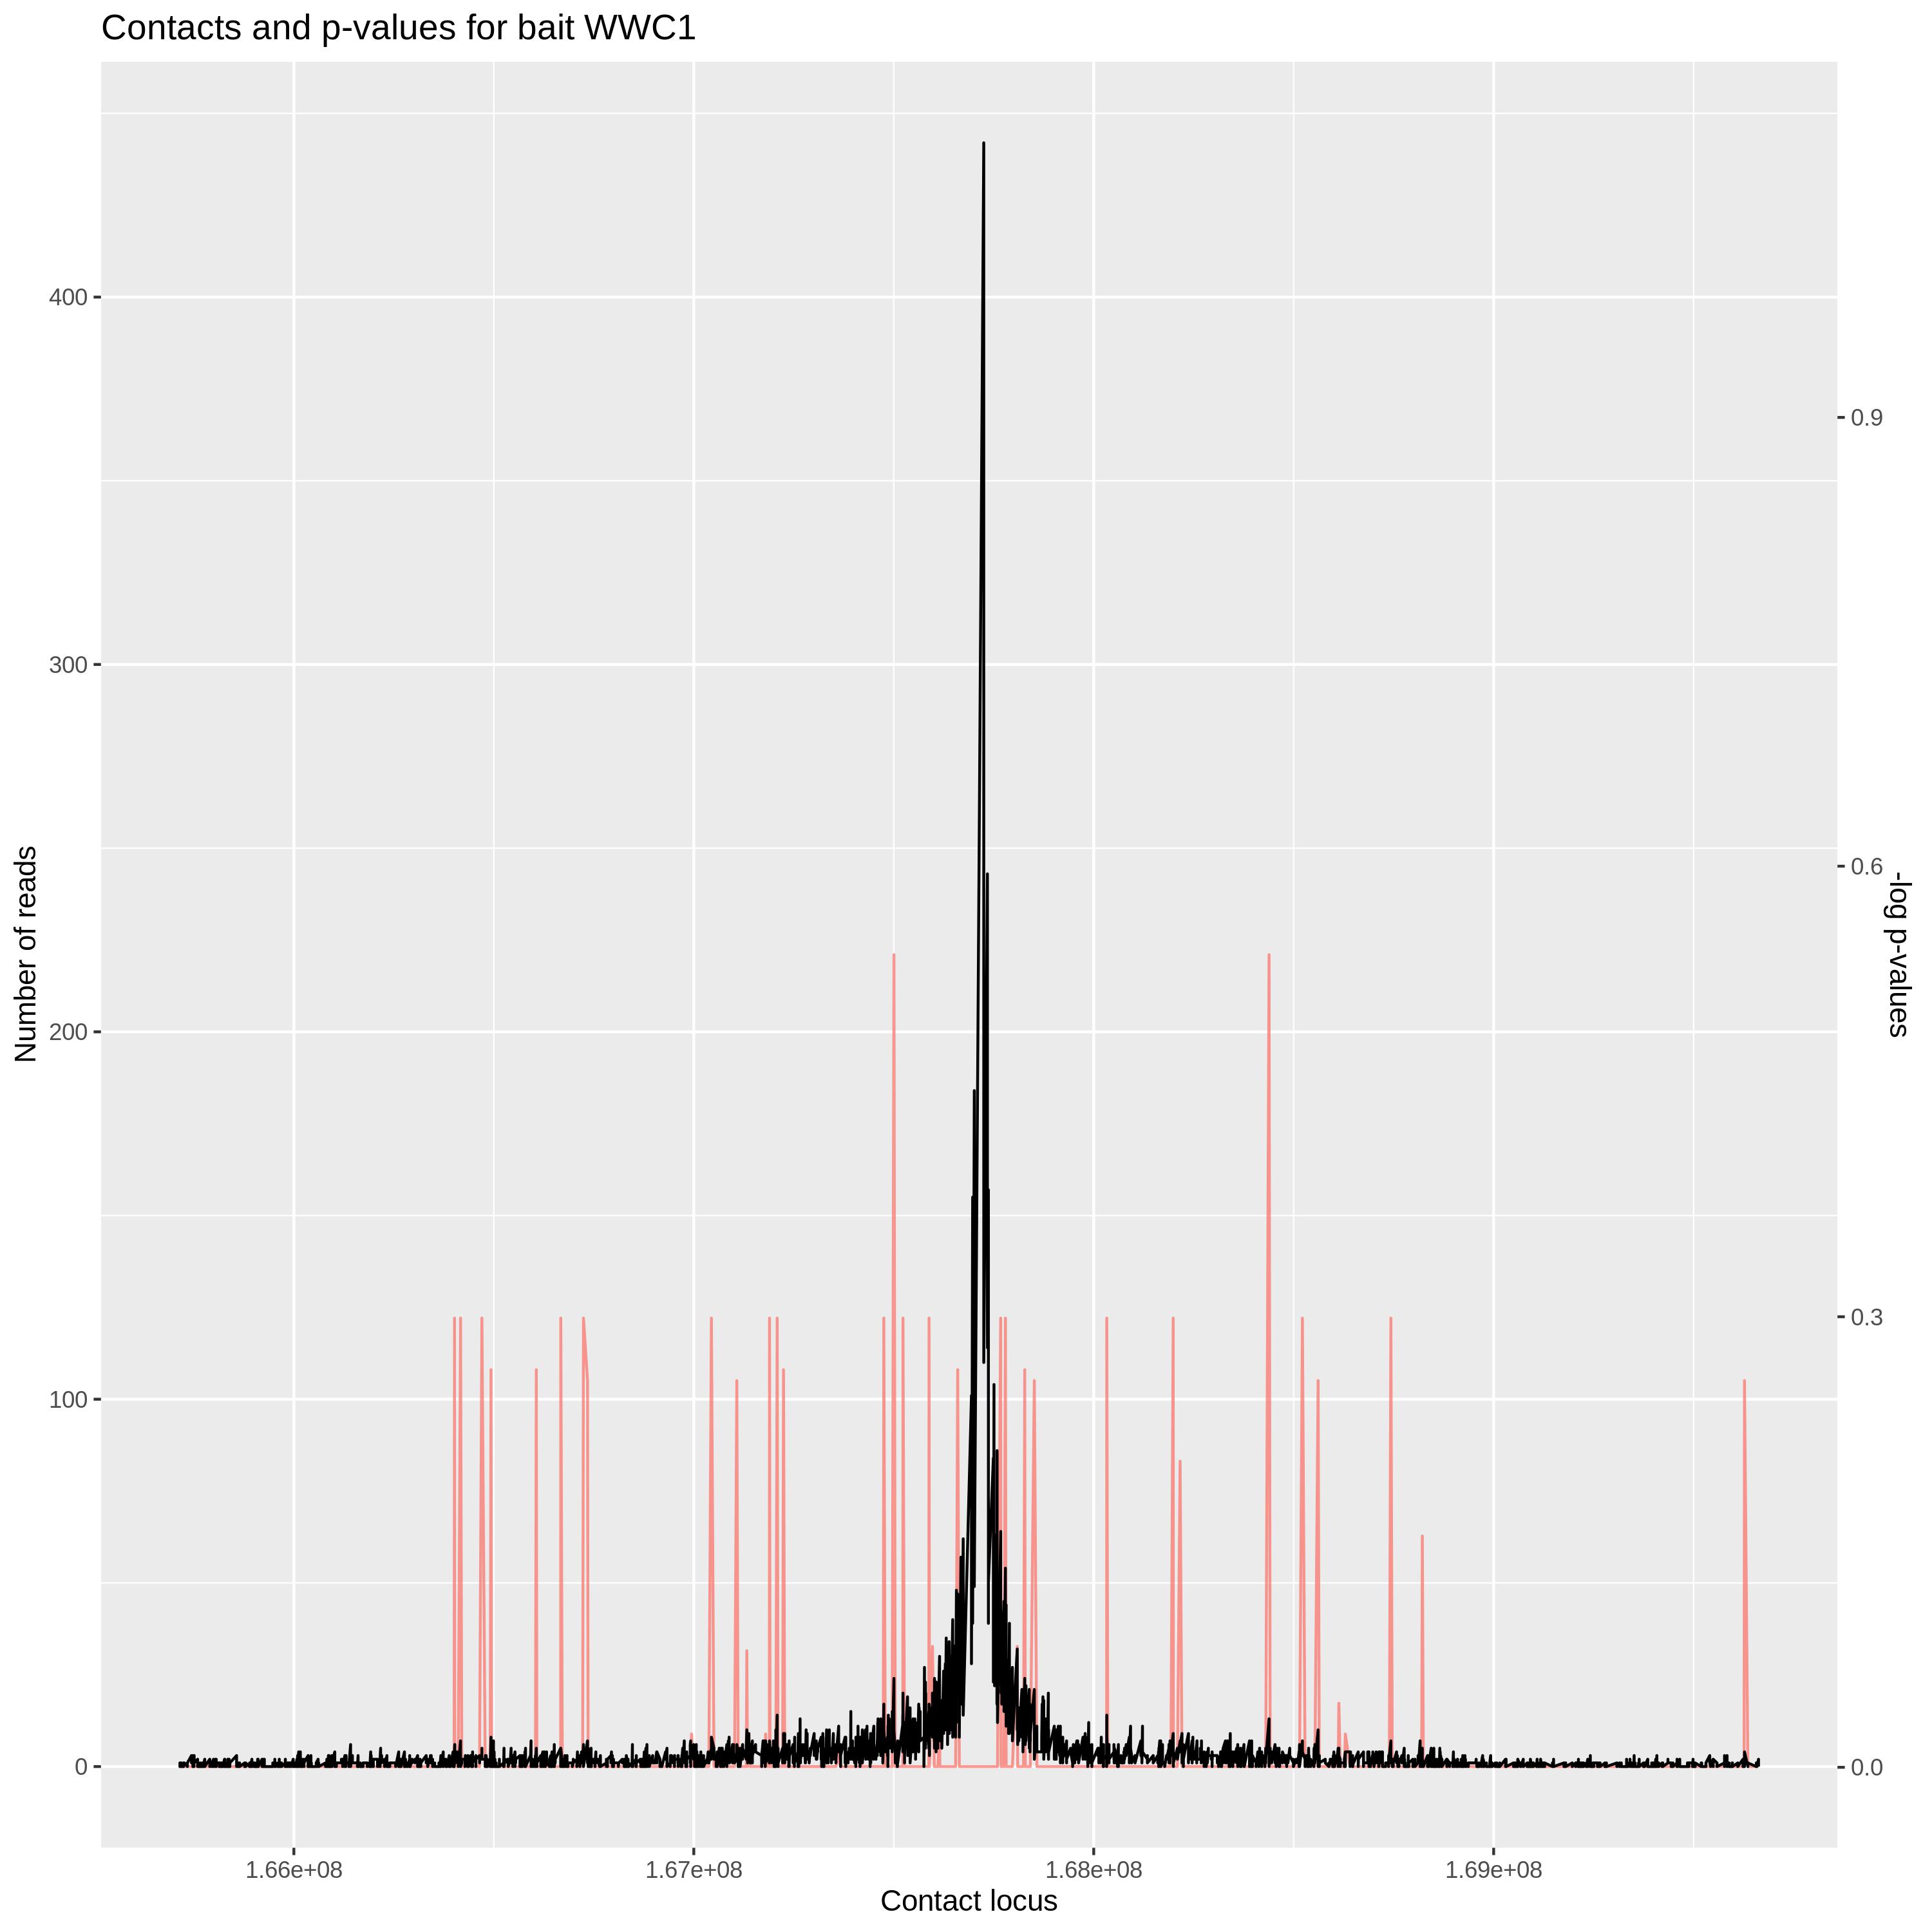 Contacts and p-values for bait WWC1
Number of reads
400
300
200
100
0
0.9
0.6
0.3
0.0
-log p-values
1.66e+08
1.67e+08
1.68e+08
1.69e+08
Contact locus